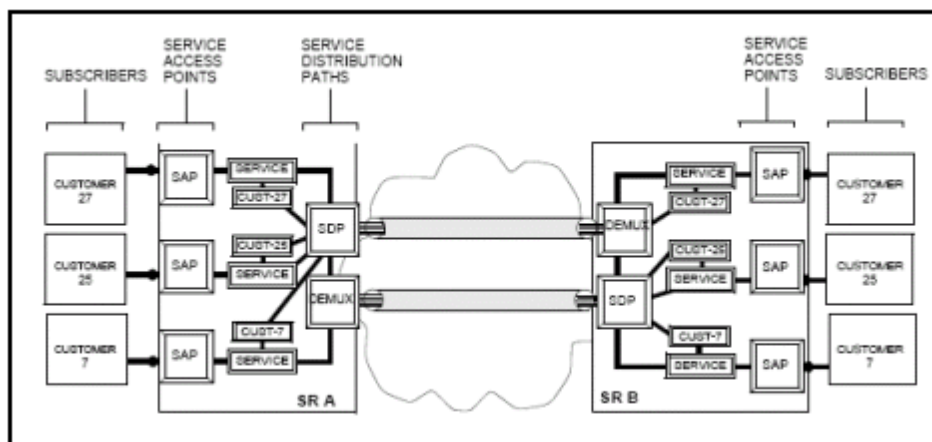 SUBSCRIBERS
SERVICE
ACCESS
POINTS
SERVICE
DISTRIBUTION
PATHS
SERVICE
ACCESS
POINTS
SUBSCRIBERS
CUSTOMER
27
SAP
SERVICE
CUST-27
SDP
DEMUX
SERVICE
CUST-27
SAP
CUSTOMER
27
CUSTOMER
25
SAP
CUST-25
SERVICE
DEMUX
SDP
CUST-25
SERVICE
SAP
CUSTOMER
25
CUSTOMER
7
SAP
CUST-7
SERVICE
CUST-7
SERVICE
SAP
CUSTOMER
7
SR A
SR B